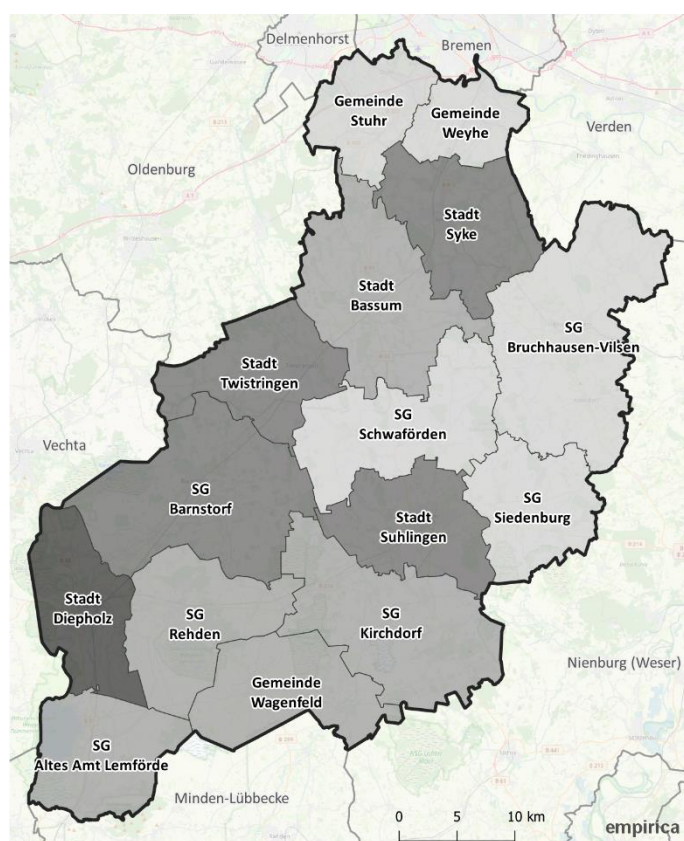 Delmenhorst
Bremen
Gemeinde
Stuhr
Gemeinde
Weyhe
Verden
Oldenburg
Stadt
Syke
Stadt
Bassum
SG
Bruchhausen-Vilsen
Stadt
Twistringen
SG
Schwaförden
Vechta
SG
Barnstorf
Stadt
Suhlingen
SG
Siedenburg
Stadt
Diepholz
SG
Rehden
SG
Kirchdorf
Gemeinde
Wagenfeld
Nienburg (Weser)
SG
Altes Amt Lemförde
Minden-Lübbecke
0 5 10 km
empirica